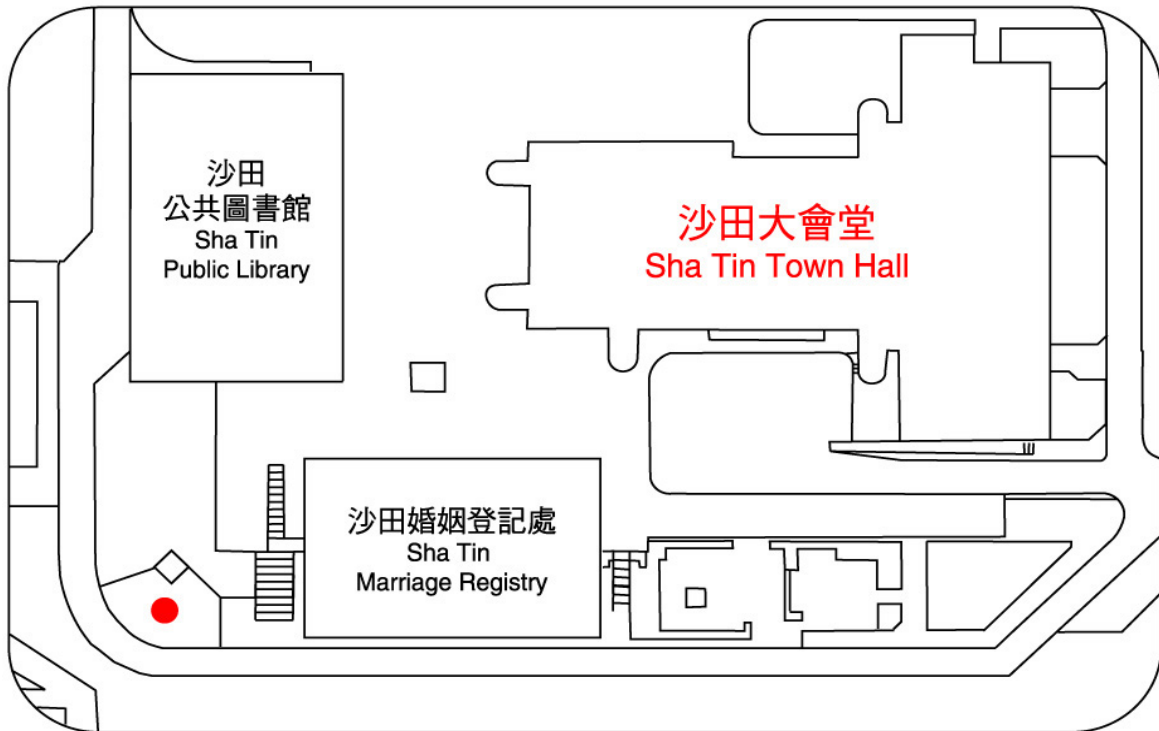 沙田
公共圖書館
Sha Tin
Public Library
沙田大會堂
Sha Tin Town Hall
沙田婚姻登記處
Sha Tin
Marriage Registry